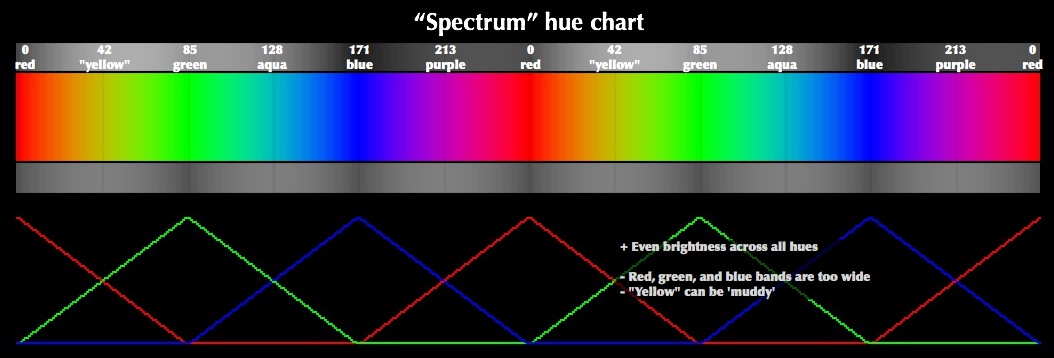 “Spectrum” hue chart
0 42 85 128 171 213 0 42 85 128 171 213 0
red "yellow" green aqua blue purple red "yellow" green aqua blue purple red
+ Even brightness across all hues
- Red, green, and blue bands are too wide
- "Yellow" can be 'muddy'